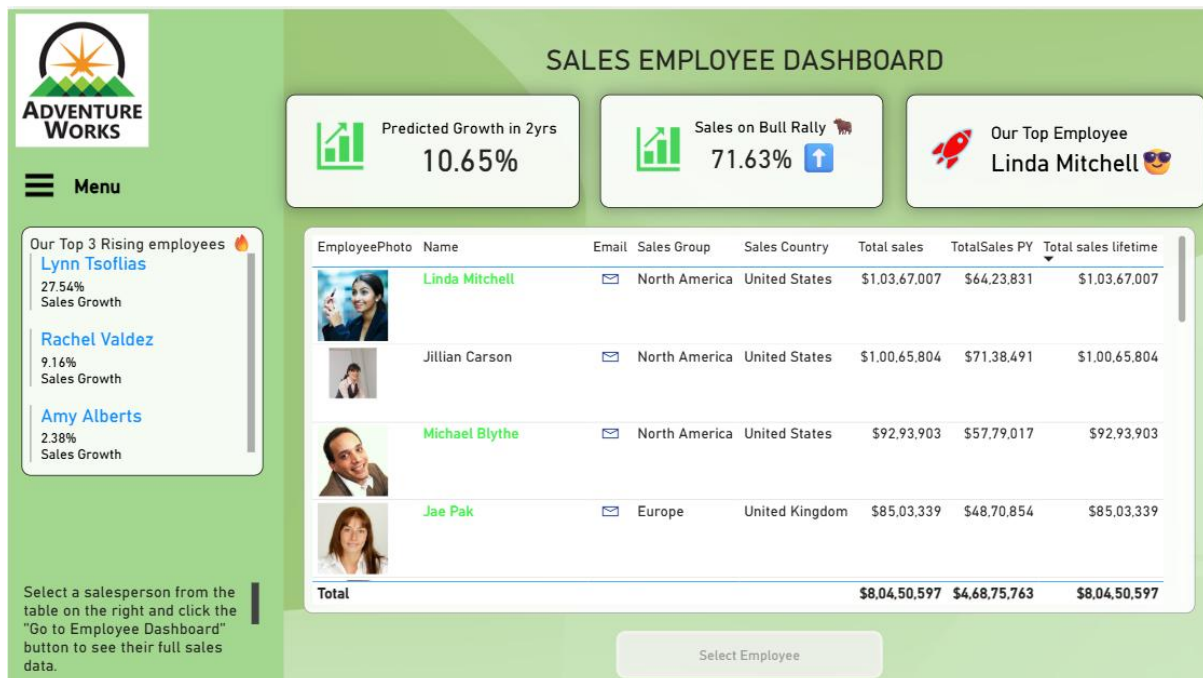 ADVENTURE
WORKS
Menu
Our Top 3 Rising employees 🔥
Lynn Tsoflias
27.54%
Sales Growth
Rachel Valdez
9.16%
Sales Growth
Amy Alberts
2.38%
Sales Growth
Select a salesperson from the
table on the right and click the
"Go to Employee Dashboard"
button to see their full sales
data.
SALES EMPLOYEE DASHBOARD
Predicted Growth in 2yrs
10.65%
Sales on Bull Rally 🐂
71.63% ⬆️
Our Top Employee
Linda Mitchell 😎
EmployeePhoto Name Email Sales Group Sales Country Total sales TotalSales PY Total sales lifetime
Linda Mitchell North America United States $1,03,67,007 $64,23,831 $1,03,67,007
Jillian Carson North America United States $1,00,65,804 $71,38,491 $1,00,65,804
Michael Blythe North America United States $92,93,903 $57,79,017 $92,93,903
Jae Pak Europe United Kingdom $85,03,339 $48,70,854 $85,03,339
Total $8,04,50,597 $4,68,75,763 $8,04,50,597
Select Employee